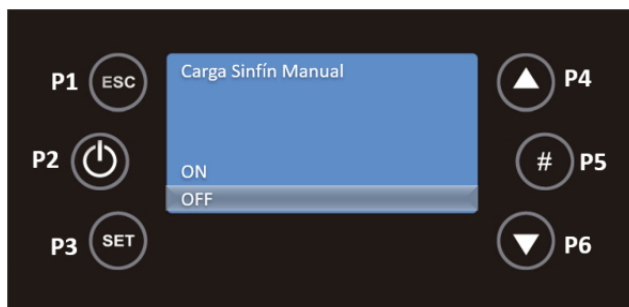 Carga Sinfín Manual
P1 ESC P4
P2 ON # P5
OFF
P3 SET P6